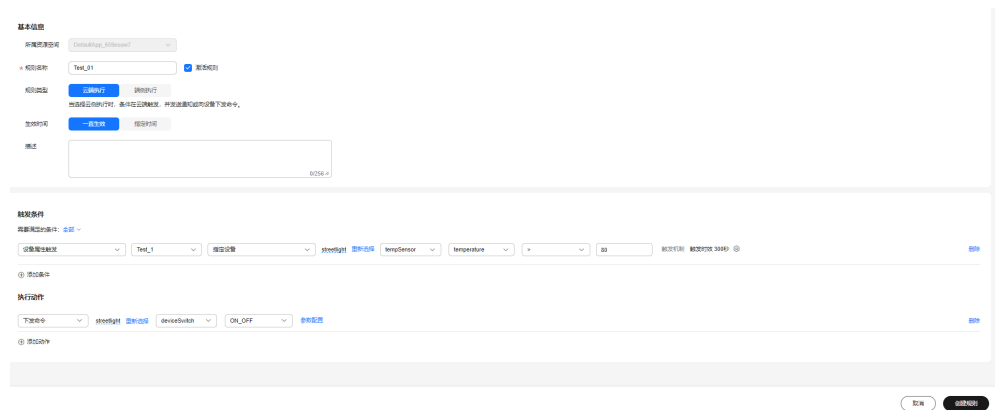 基本信息
所属资源空间 DefaultApp_
* 规则名称 Test_01 激活规则
规则类型 云端执行 端侧执行
当选择云侧执行时，条件在云端触发，并发送通知或向设备下发命令。
生效时间 一直生效 指定时间
描述
0/256
触发条件
需要满足的条件: 全部
设备属性触发 Test_1 指定设备 streetlight 重新选择 tempSensor temperature > 80 触发机制 触发时效 300秒 删除
添加条件
执行动作
下发命令 streetlight 重新选择 deviceSwitch ON_OFF 参数配置 删除
添加动作
取消 创建规则